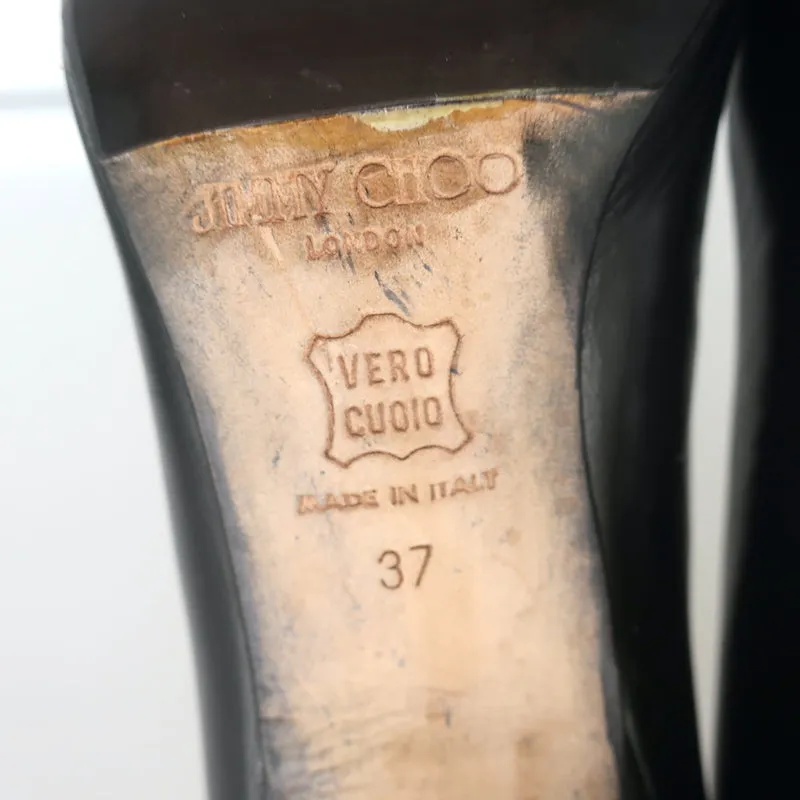 JIMMY CHOO
LONDON
VERO
CUOIO
MADE IN ITALY
37